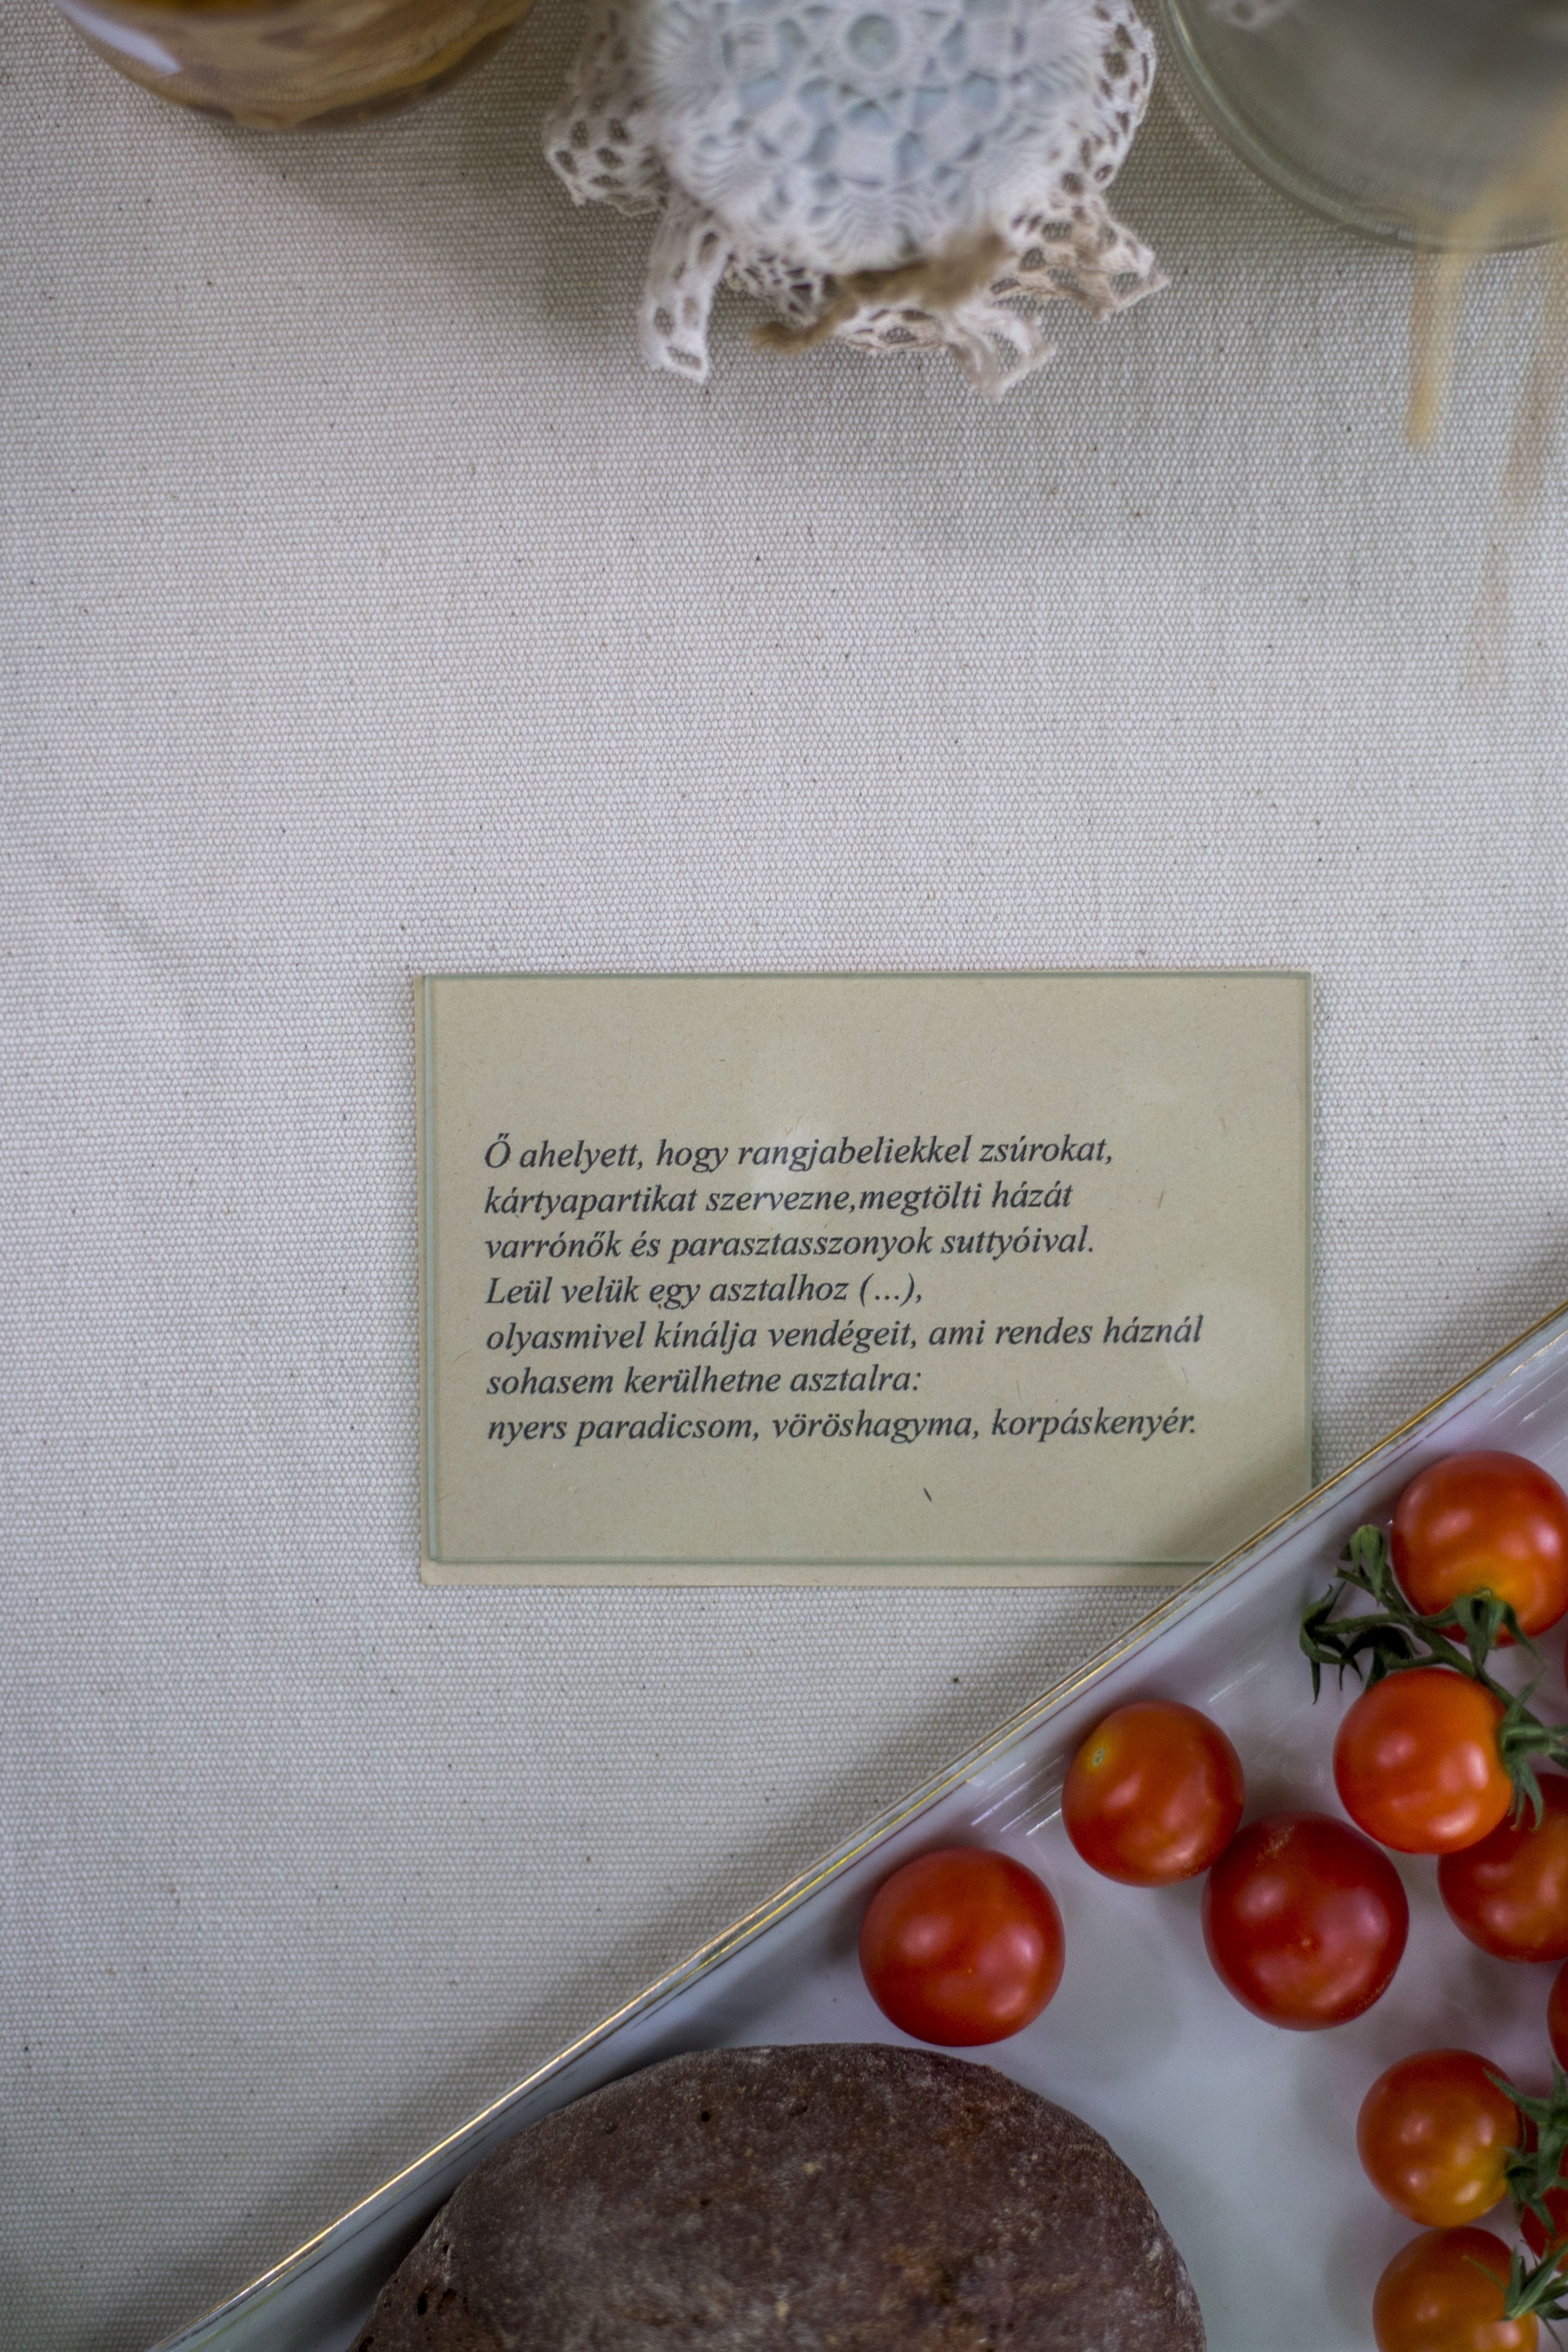 Ő ahelyett, hogy rangjabeliekkel zsúrokat,
kártyapartikat szervezne,megtölti házát
varrónők és parasztasszonyok suttyóival.
Leül velük egy asztalhoz (...),
olyasmivel kínálja vendégeit, ami rendes háznál
sohasem kerülhetne asztalra:
nyers paradicsom, vöröshagyma, korpáskenyér.